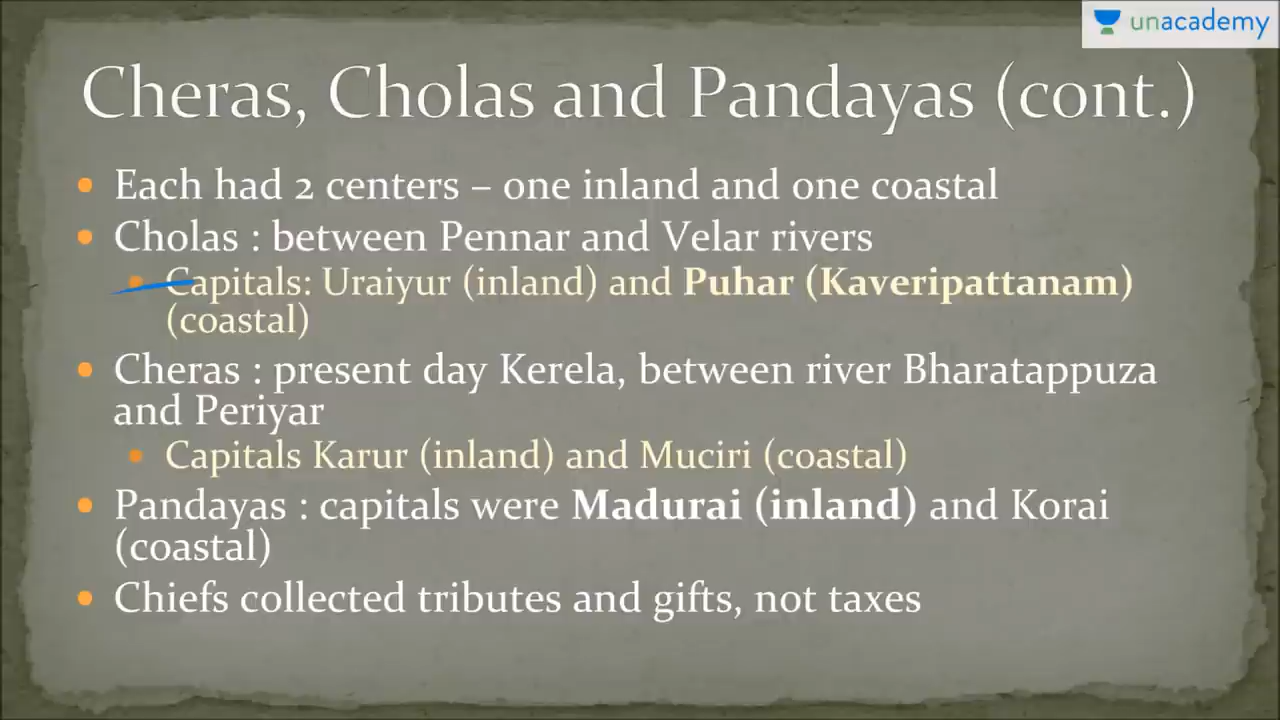 unacademy
Cheras, Cholas and Pandayas (cont.)
• Each had 2 centers – one inland and one coastal
• Cholas : between Pennar and Velar rivers
• Capitals: Uraiyur (inland) and Puhar (Kaveripattanam)
(coastal)
• Cheras : present day Kerela, between river Bharatappuza
and Periyar
• Capitals Karur (inland) and Muciri (coastal)
• Pandayas : capitals were Madurai (inland) and Korai
(coastal)
• Chiefs collected tributes and gifts, not taxes